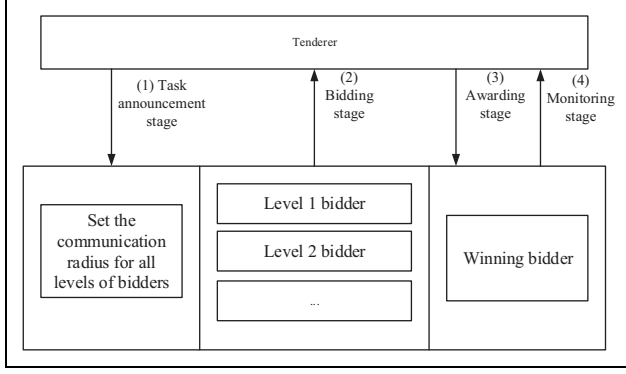 Tenderer
(1) Task
announcement
stage
(2)
Bidding
stage
(3)
Awarding
stage
(4)
Monitoring
stage
Set the
communication
radius for all
levels of bidders
Level 1 bidder
Level 2 bidder
...
Winning bidder